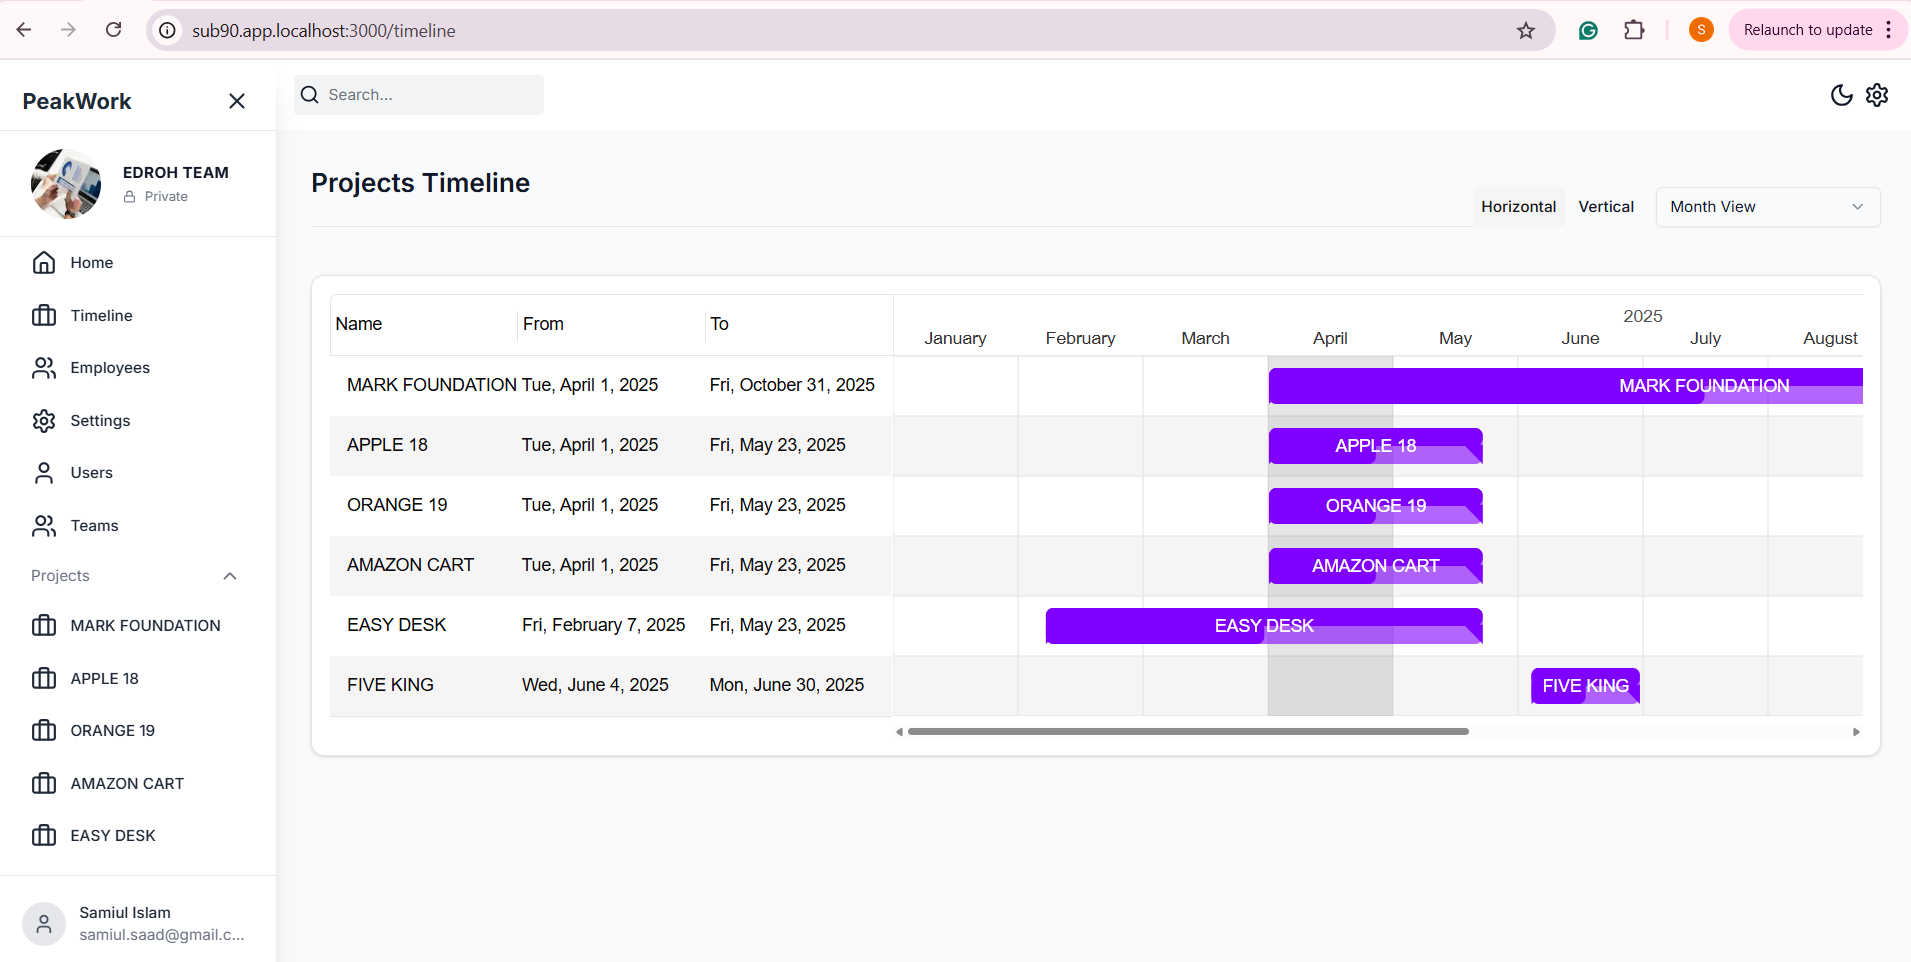 sub90.app.localhost:3000/timeline
S
Relaunch to update
PeakWork
Search...
EDROH TEAM
Private
Home
Timeline
Employees
Settings
Users
Teams
Projects
MARK FOUNDATION
APPLE 18
ORANGE 19
AMAZON CART
EASY DESK
Samiul Islam
samiul.saad@gmail.c...
Projects Timeline
Horizontal Vertical Month View
Name From To
2025
January February March April May June July August
MARK FOUNDATION Tue, April 1, 2025 Fri, October 31, 2025 MARK FOUNDATION
APPLE 18 Tue, April 1, 2025 Fri, May 23, 2025 APPLE 18
ORANGE 19 Tue, April 1, 2025 Fri, May 23, 2025 ORANGE 19
AMAZON CART Tue, April 1, 2025 Fri, May 23, 2025 AMAZON CART
EASY DESK Fri, February 7, 2025 Fri, May 23, 2025 EASY DESK
FIVE KING Wed, June 4, 2025 Mon, June 30, 2025 FIVE KING